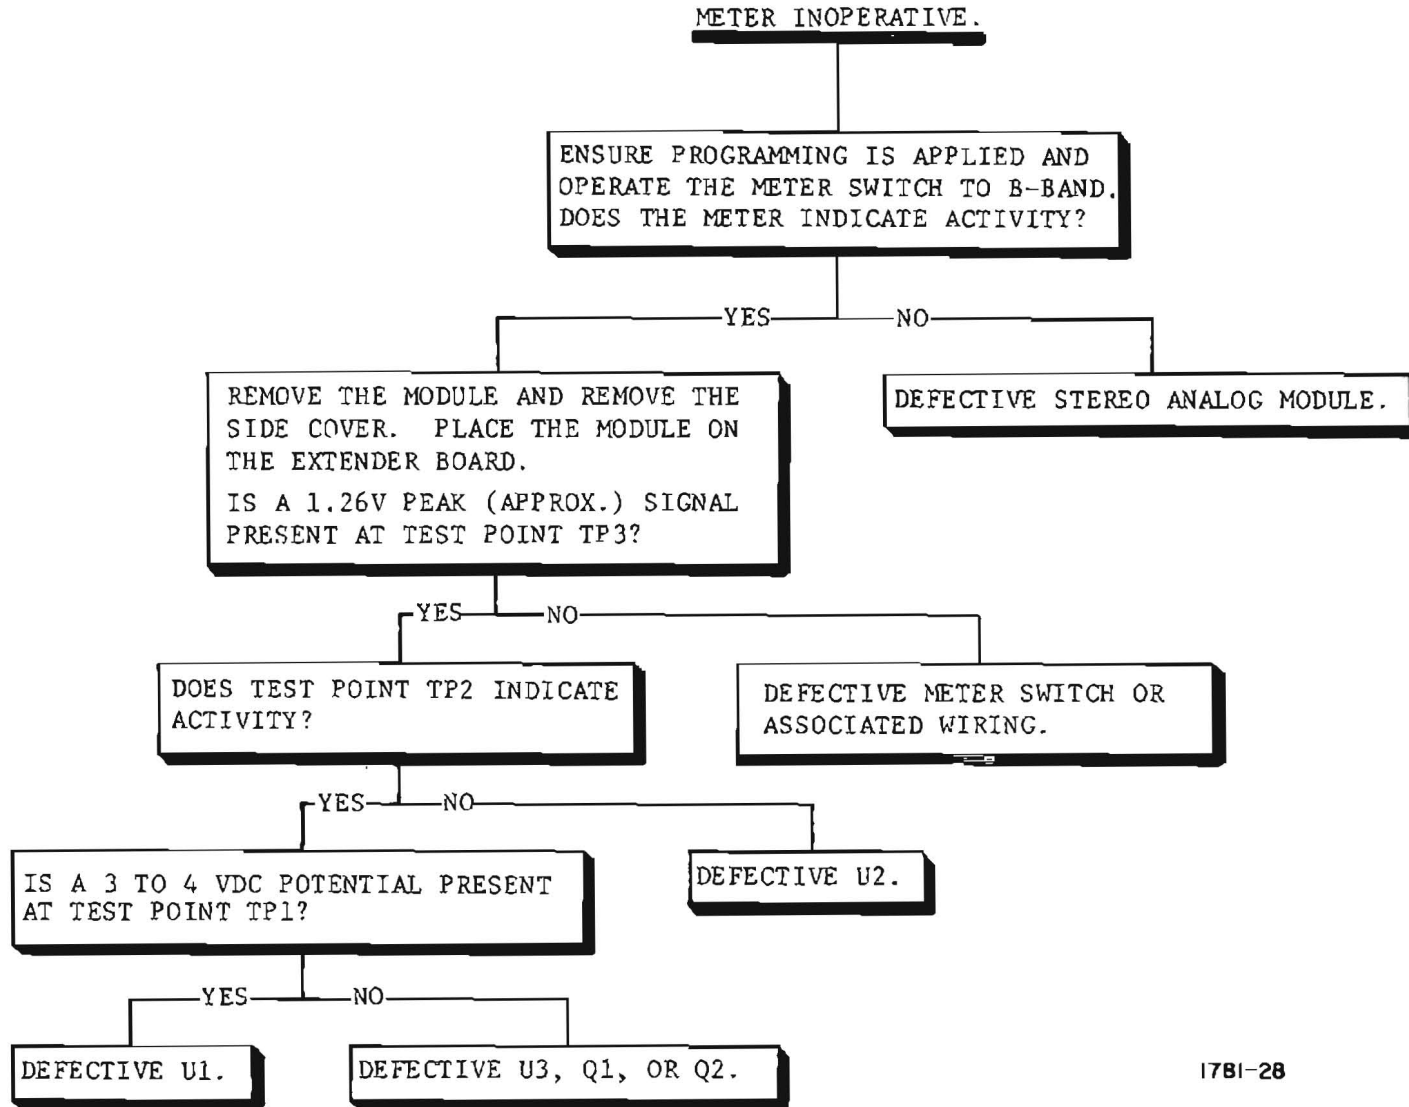 METER INOPERATIVE.
ENSURE PROGRAMMING IS APPLIED AND
OPERATE THE METER SWITCH TO B-BAND.
DOES THE METER INDICATE ACTIVITY?
YES
NO
REMOVE THE MODULE AND REMOVE THE
SIDE COVER. PLACE THE MODULE ON
THE EXTENDER BOARD.
IS A 1.26V PEAK (APPROX.) SIGNAL
PRESENT AT TEST POINT TP3?
DEFECTIVE STEREO ANALOG MODULE.
YES
NO
DOES TEST POINT TP2 INDICATE
ACTIVITY?
DEFECTIVE METER SWITCH OR
ASSOCIATED WIRING.
YES
NO
IS A 3 TO 4 VDC POTENTIAL PRESENT
AT TEST POINT TP1?
DEFECTIVE U2.
YES
NO
DEFECTIVE U1.
DEFECTIVE U3, Q1, OR Q2.
1781-28